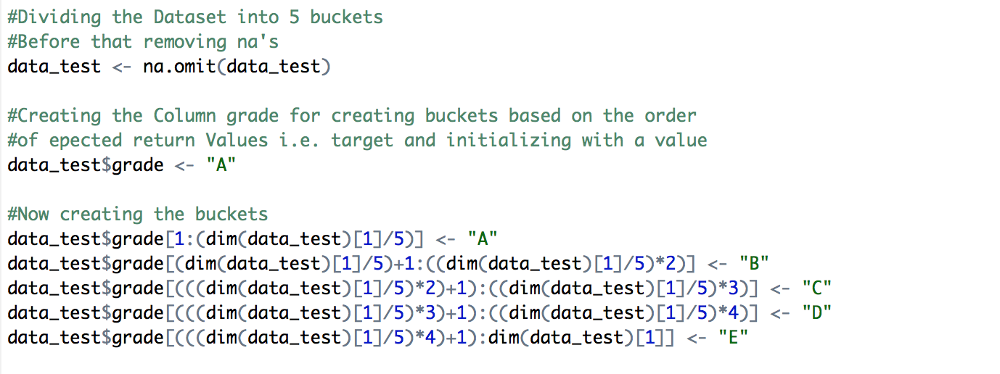 #Dividing the Dataset into 5 buckets
#Before that removing na's
data_test <- na.omit(data_test)
#Creating the Column grade for creating buckets based on the order
#of epected return Values i.e. target and initializing with a value
data_test$grade <- "A"
#Now creating the buckets
data_test$grade[1:(dim(data_test)[1]/5)] <- "A"
data_test$grade[(dim(data_test)[1]/5)+1:((dim(data_test)[1]/5)*2)] <- "B"
data_test$grade[(((dim(data_test)[1]/5)*2)+1):((dim(data_test)[1]/5)*3)] <- "C"
data_test$grade[(((dim(data_test)[1]/5)*3)+1):((dim(data_test)[1]/5)*4)] <- "D"
data_test$grade[(((dim(data_test)[1]/5)*4)+1):dim(data_test)[1]] <- "E"